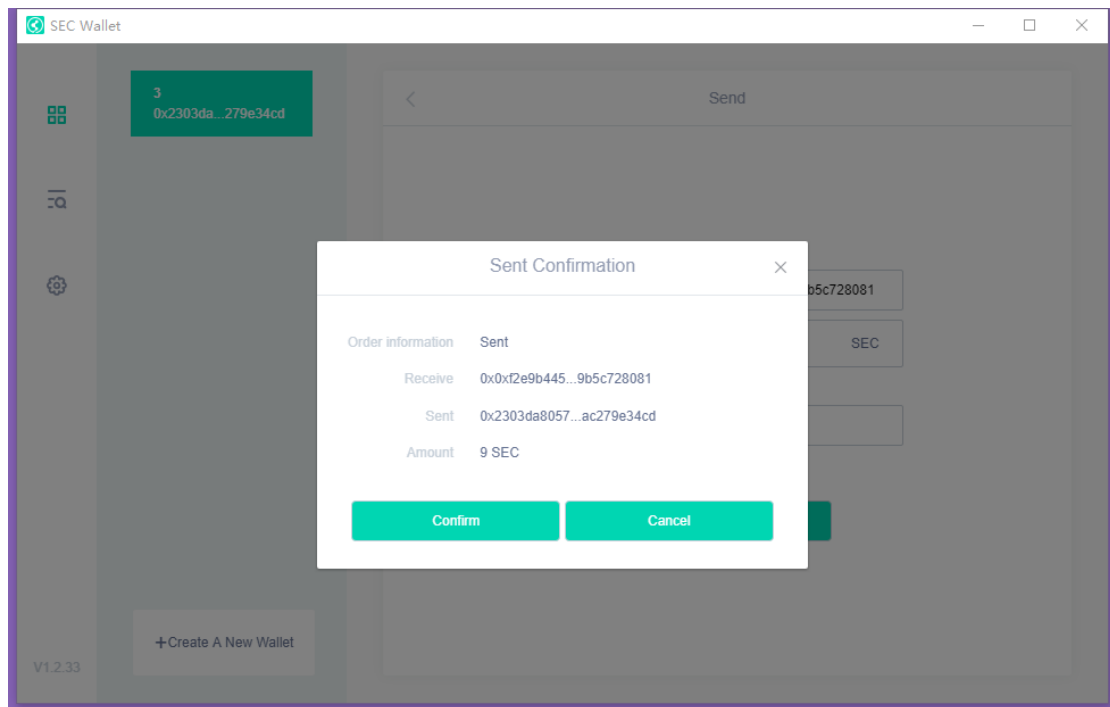 SEC Wallet
3
0x2303da...279e34cd
Send
Sent Confirmation
b5c728081
Order information Sent
SEC
Receive 0x0xf2e9b445...9b5c728081
Sent 0x2303da8057...ac279e34cd
Amount 9 SEC
Confirm Cancel
+Create A New Wallet
V1.2.33